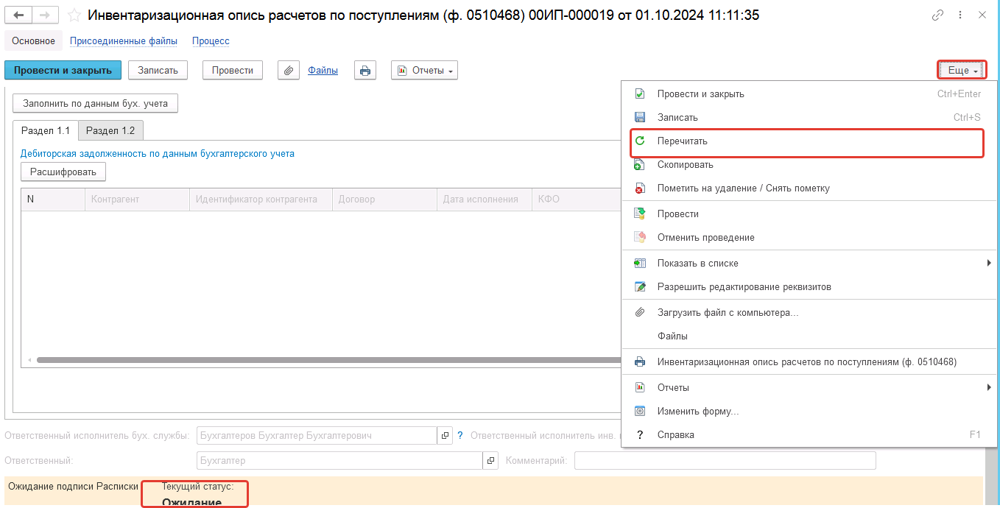 Инвентаризационная опись расчетов по поступлениям (ф. 0510468) 00ИП-000019 от 01.10.2024 11:11:35
Основное Присоединенные файлы Процесс
Провести и закрыть Записать Провести Файлы Отчеты Еще
Заполнить по данным бух. учета
Раздел 1.1 Раздел 1.2
Дебиторская задолженность по данным бухгалтерского учета
Расшифровать
N Контрагент Идентификатор контрагента Договор Дата исполнения КФО
Провести и закрыть Ctrl+Enter
Записать Ctrl+S
Перечитать
Скопировать
Пометить на удаление / Снять пометку
Провести
Отменить проведение
Показать в списке
Разрешить редактирование реквизитов
Загрузить файл с компьютера...
Файлы
Инвентаризационная опись расчетов по поступлениям (ф. 0510468)
Отчеты
Изменить форму...
? Справка F1
Ответственный исполнитель бух. службы: Бухгалтеров Бухгалтер Бухгалтерович ? Ответственный исполнитель инв.
Ответственный: Бухгалтер Комментарий:
Ожидание подписи Расписки Текущий статус:
Ожидание